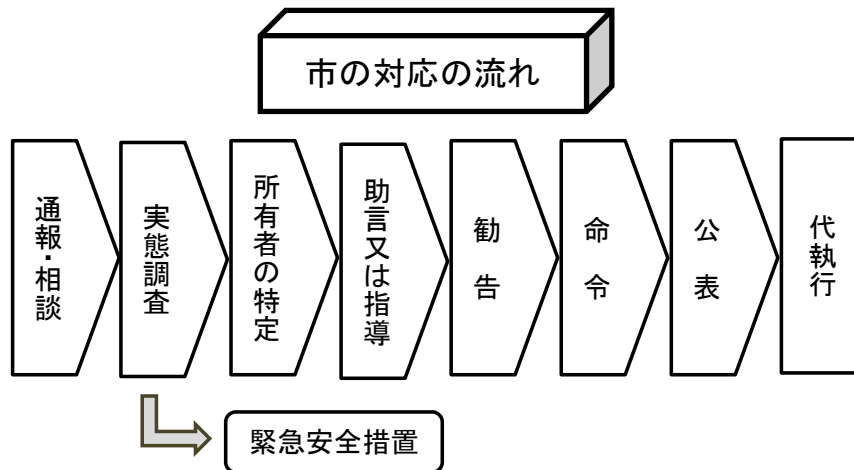 市の対応の流れ
通報・相談
実態調査
所有者の特定
助言又は指導
勧告
命令
公表
代執行
緊急安全措置